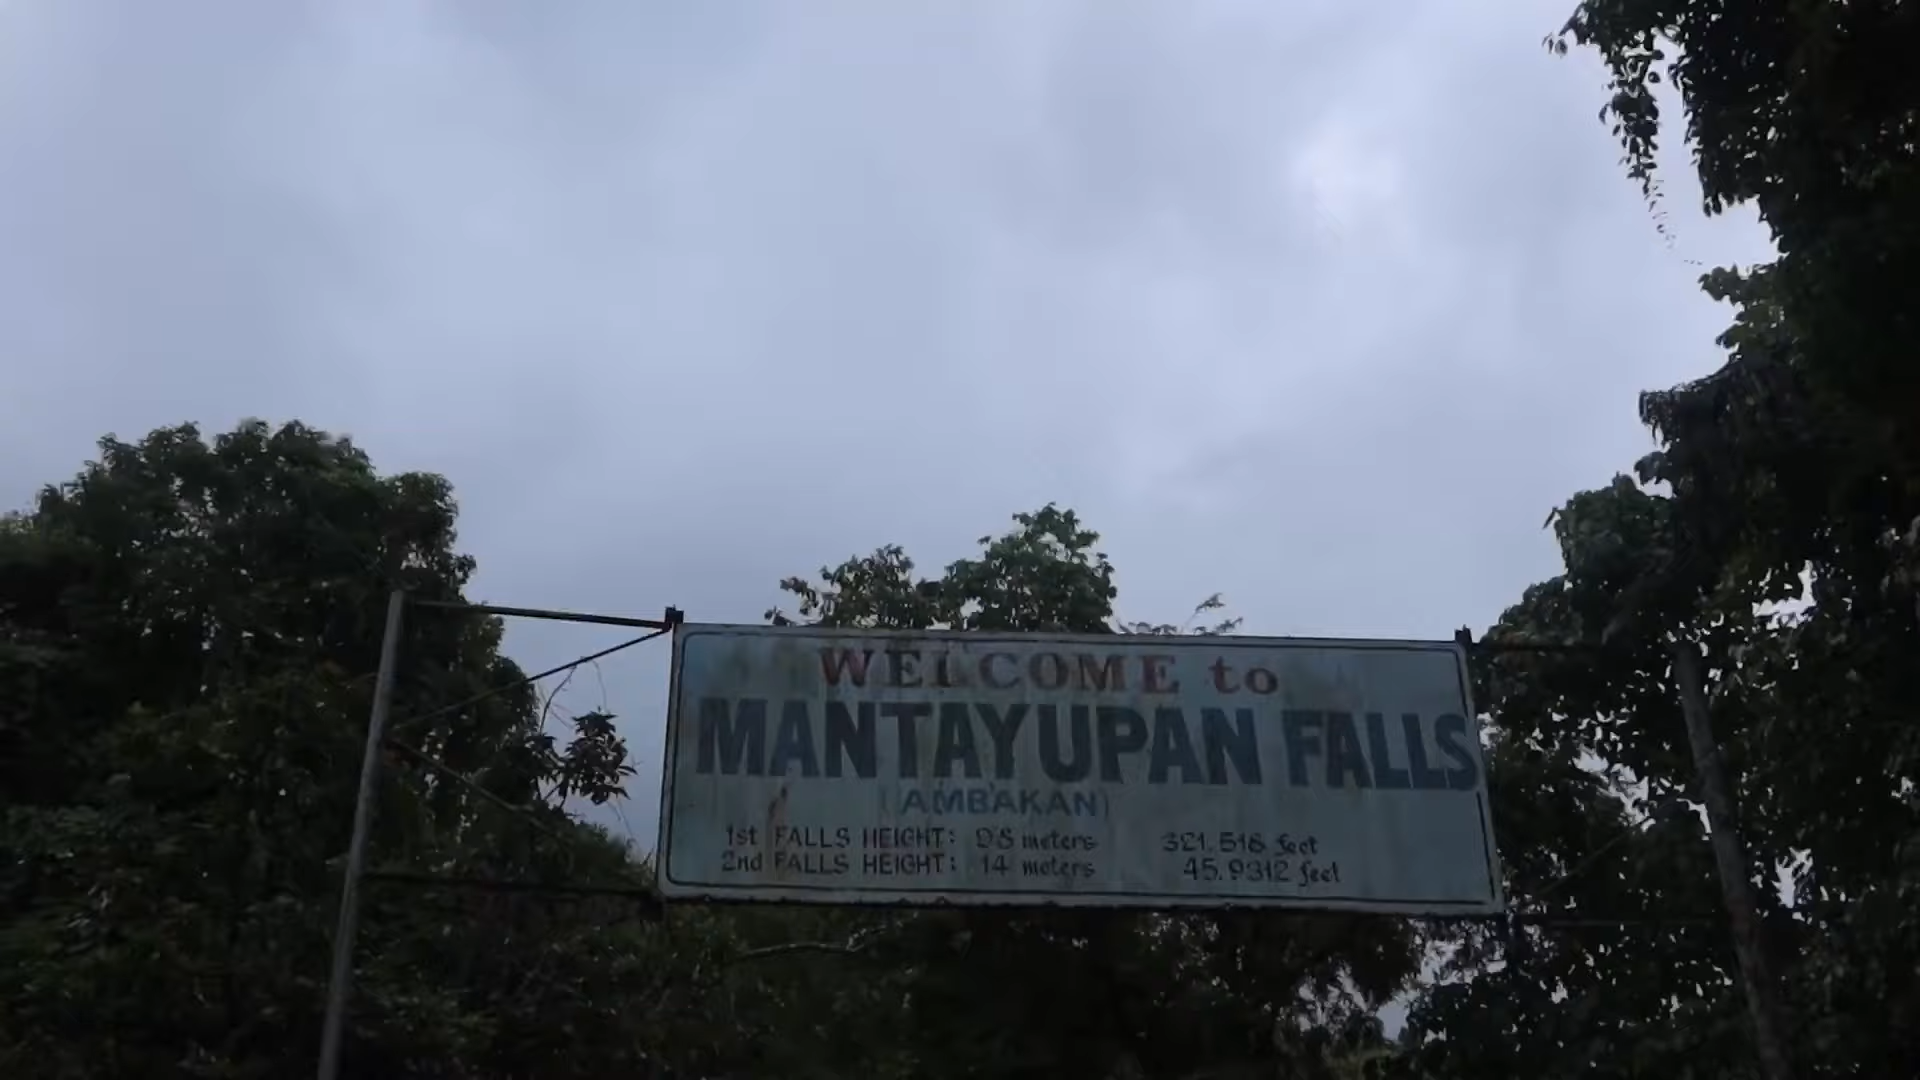 WELCOME to
MANTAYUPAN FALLS
(AMBAKAN)
1st FALLS HEIGHT: 98 meters 321.518 feet
2nd FALLS HEIGHT: 14 meters 45.9312 feet